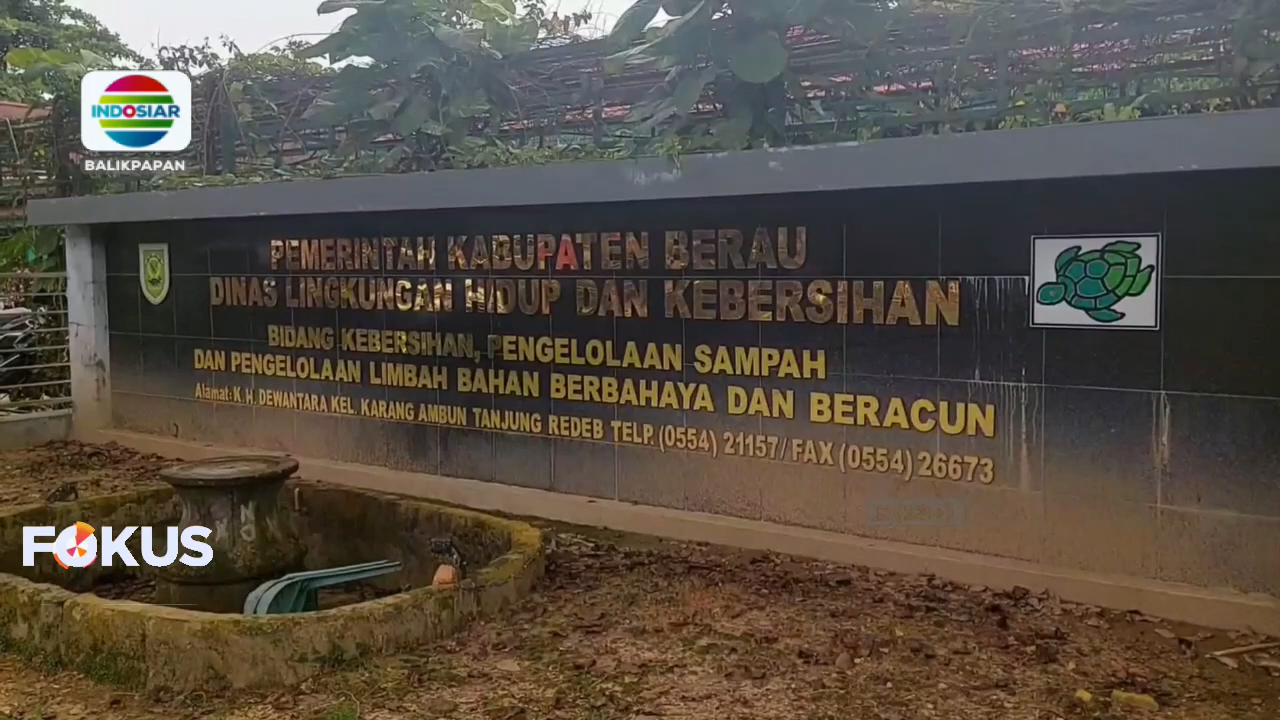 INDOSIAR
BALIKPAPAN
PEMERINTAH KABUPATEN BERAU
DINAS LINGKUNGAN HIDUP DAN KEBERSIHAN
BIDANG KEBERSIHAN, PENGELOLAAN SAMPAH
DAN PENGELOLAAN LIMBAH BAHAN BERBAHAYA DAN BERACUN
Alamat: K. H. DEWANTARA KEL. KARANG AMBUN TANJUNG REDEB TELP. (0554) 21157/ FAX (0554) 26673
FOKUS